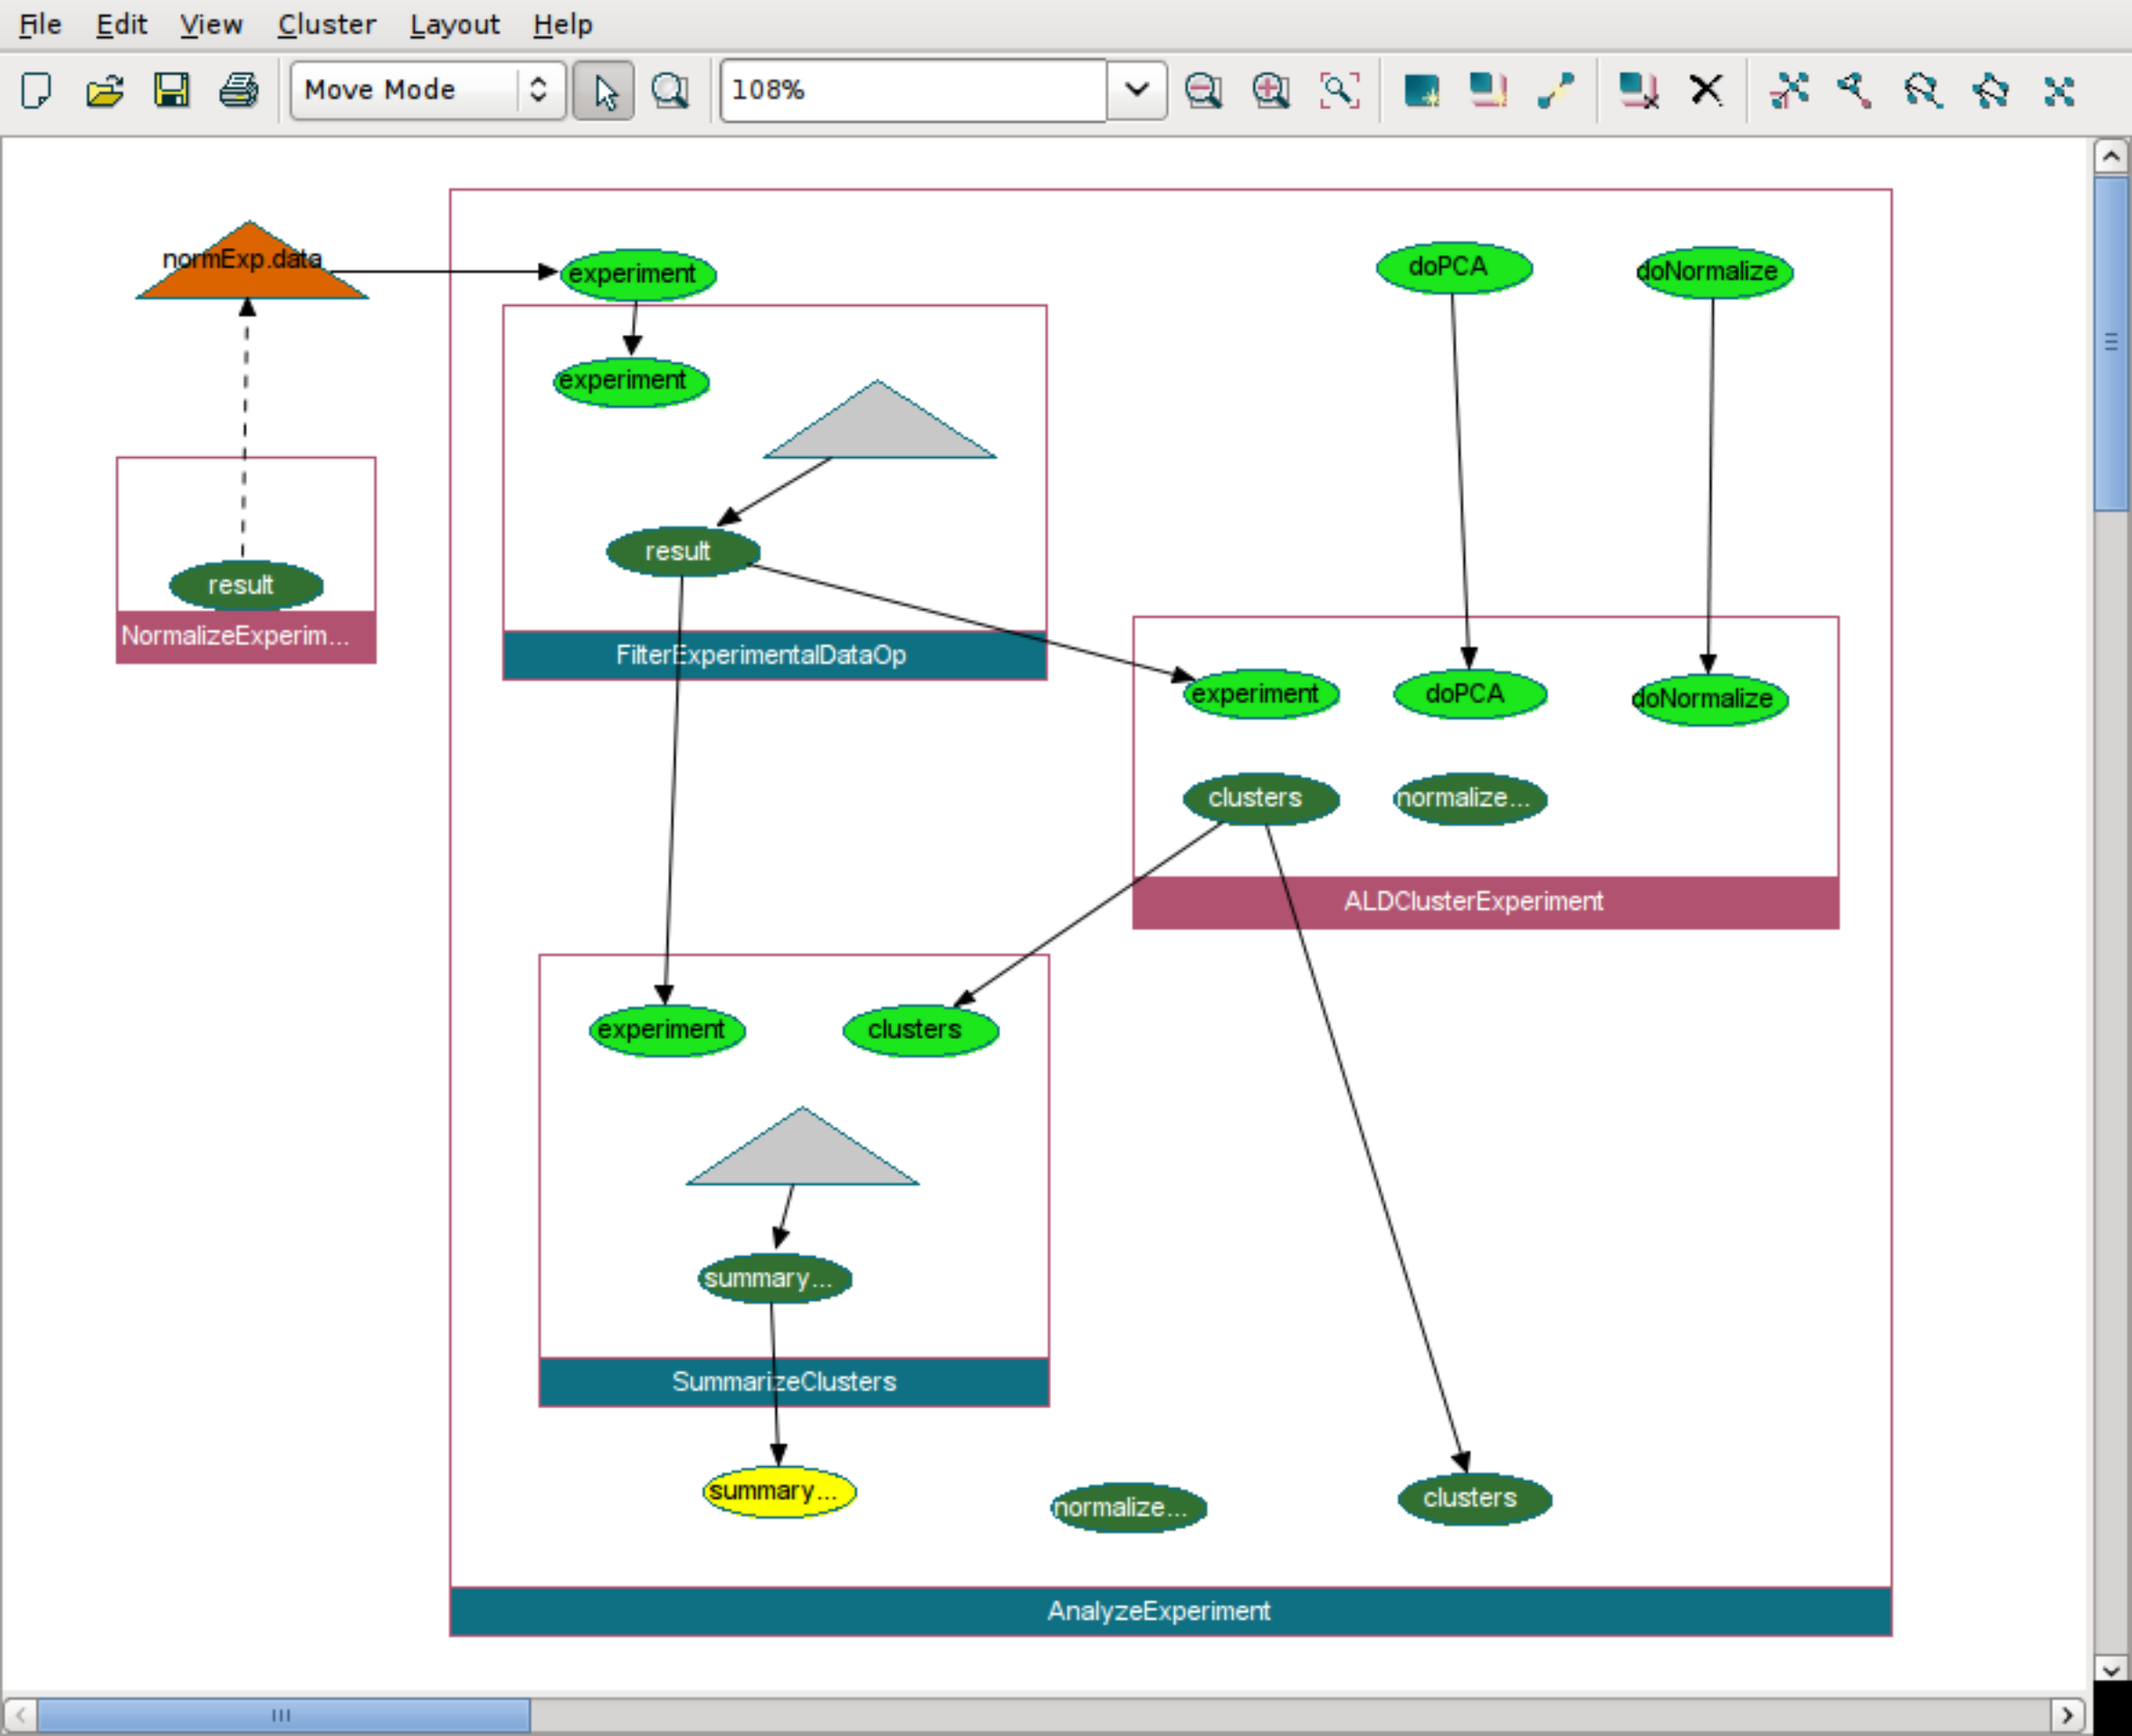 File Edit View Cluster Layout Help
Move Mode 108%
normExp.data
experiment
doPCA
doNormalize
experiment
result
result
NormalizeExperim...
FilterExperimentalDataOp
experiment
doPCA
doNormalize
clusters
normalize...
ALDClusterExperiment
experiment
clusters
summary...
SummarizeClusters
summary...
normalize...
clusters
AnalyzeExperiment